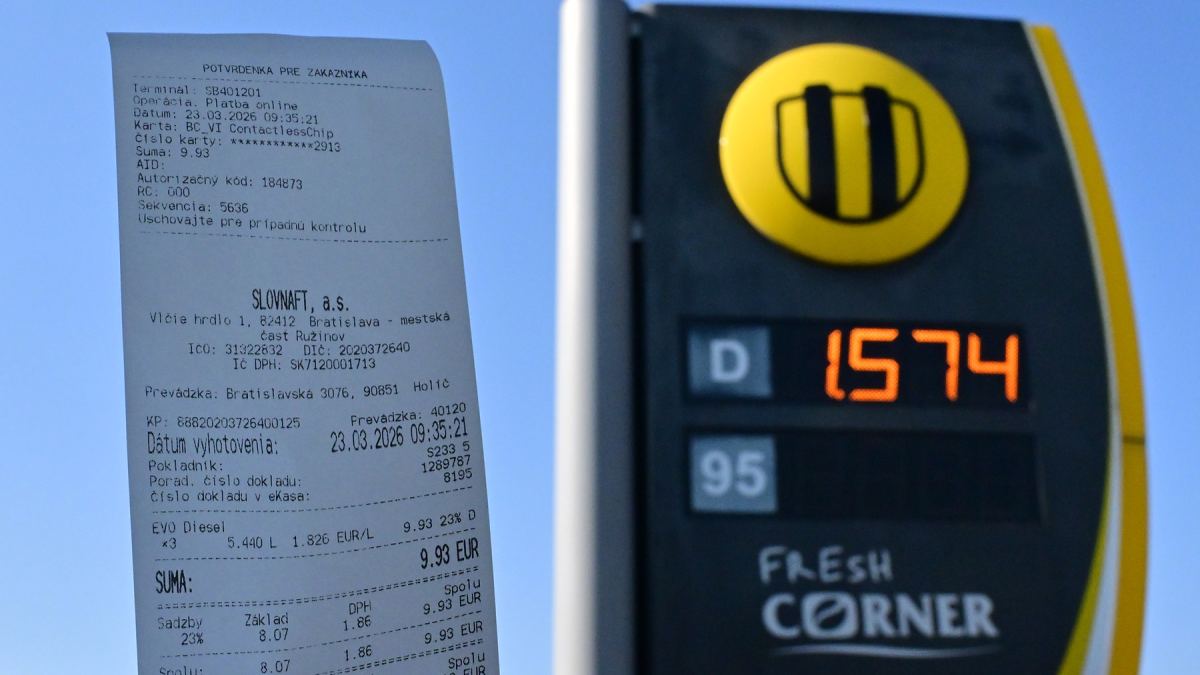 POTVRDENKA PRE ZÁKAZNÍKA
Terminál: SB401201
Operácia. Platba online
Dátum: 23.03.2026 09:35:21
Karta: BC_VI ContactlessChip
Číslo karty: ************2913
Suma: 9.93
AID:
Autorizačný kód: 184873
RC: 000
Sekvencia: 5636
Uschovajte pre prípadnú kontrolu
SLOVNAFT, a.s.
Vlčie hrdlo 1, 82412 Bratislava - mestská
časť Ružinov
IČO: 31322832 DIČ: 2020372640
IČ DPH: SK7120001713
Prevádzka: Bratislavská 3076, 90851 Holíč
KP: 88820203726400125 Prevádzka: 40120
Dátum vyhotovenia: 23.03.2026 09:35:21
Pokladník: S233 5
Porad. číslo dokladu: 1289787
Číslo dokladu v eKasa: 8195
EVO Diesel 9.93 23% D
*3 5.440 L 1.826 EUR/L
SUMA: 9.93 EUR
Sadzby Základ DPH Spolu
23% 8.07 1.86 9.93 EUR
Spolu: 8.07 1.86 9.93 EUR
Spolu
9.93 EUR
D 1.574
95
FRESH
CORNER